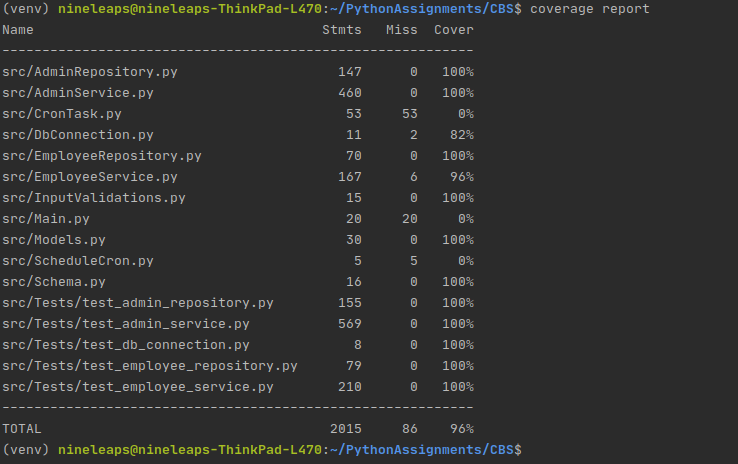 (venv) nineleaps@nineleaps-ThinkPad-L470:~/PythonAssignments/CBS$ coverage report
Name                                    Stmts   Miss  Cover
-----------------------------------------------------------
src/AdminRepository.py                    147      0   100%
src/AdminService.py                       460      0   100%
src/CronTask.py                            53     53     0%
src/DbConnection.py                        11      2    82%
src/EmployeeRepository.py                  70      0   100%
src/EmployeeService.py                    167      6    96%
src/InputValidations.py                    15      0   100%
src/Main.py                                20     20     0%
src/Models.py                              30      0   100%
src/ScheduleCron.py                         5      5     0%
src/Schema.py                              16      0   100%
src/Tests/test_admin_repository.py        155      0   100%
src/Tests/test_admin_service.py           569      0   100%
src/Tests/test_db_connection.py             8      0   100%
src/Tests/test_employee_repository.py      79      0   100%
src/Tests/test_employee_service.py        210      0   100%
-----------------------------------------------------------
TOTAL                                    2015     86    96%
(venv) nineleaps@nineleaps-ThinkPad-L470:~/PythonAssignments/CBS$